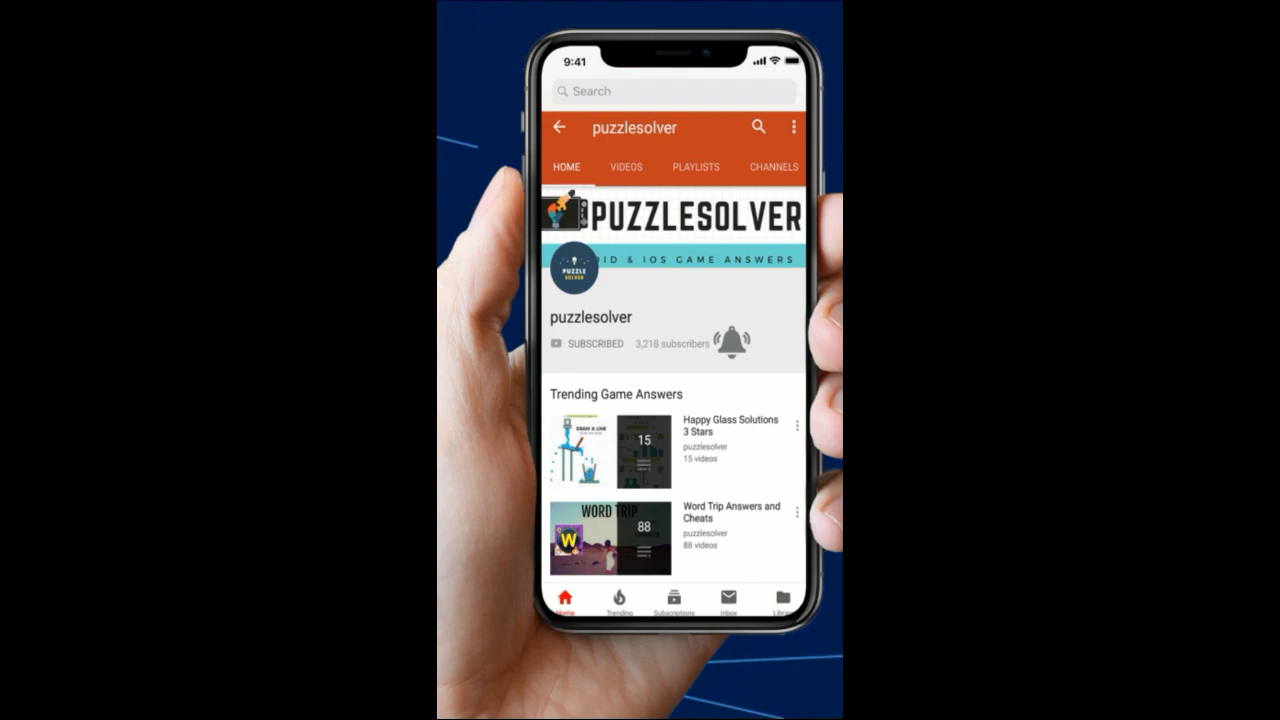 9:41
Search
puzzlesolver
HOME VIDEOS PLAYLISTS CHANNELS
PUZZLESOLVER
OID & IOS GAME ANSWERS
PUZZLE
SOLVER
puzzlesolver
SUBSCRIBED 3,218 subscribers
Trending Game Answers
DRAW A LINE
15
Happy Glass Solutions
3 Stars
puzzlesolver
15 videos
WORD TRIP
W
88
Word Trip Answers and
Cheats
puzzlesolver
88 videos
Home Trending Subscriptions Inbox Librar